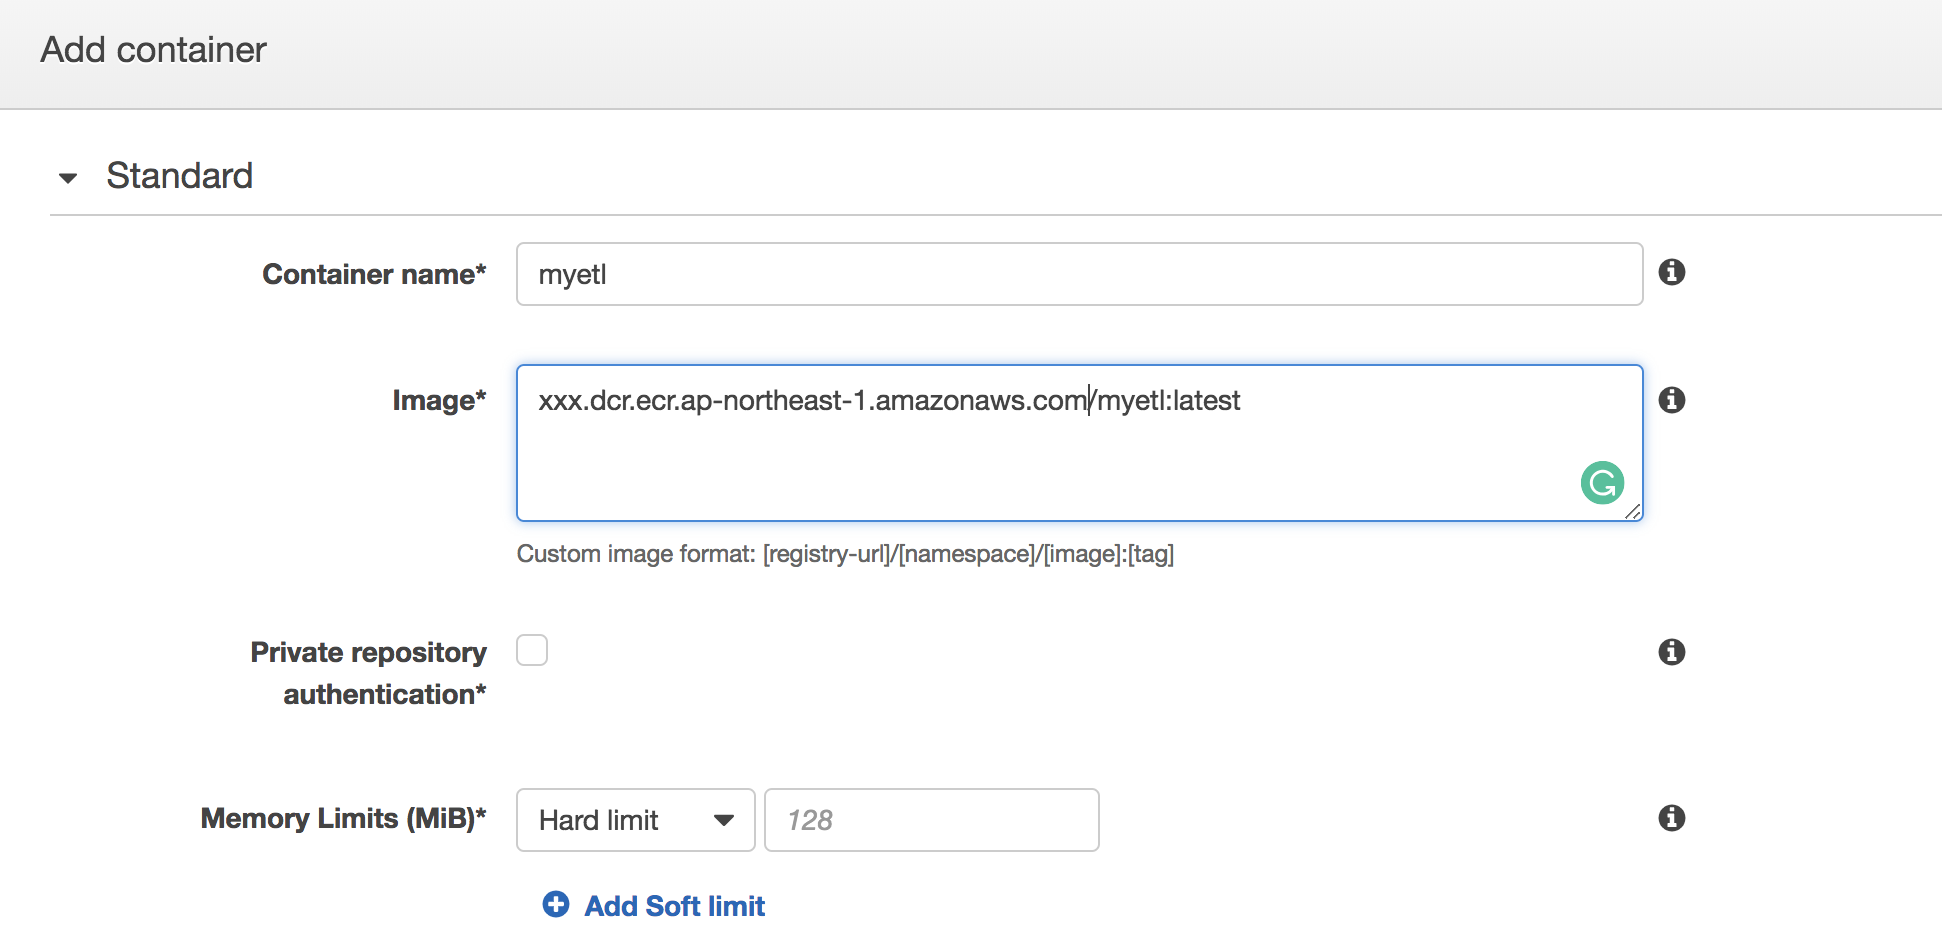 Add container
Standard
Container name*
myetl
Image*
xxx.dcr.ecr.ap-northeast-1.amazonaws.com/myetl:latest
Custom image format: [registry-url]/[namespace]/[image]:[tag]
Private repository
authentication*
Memory Limits (MiB)*
Hard limit
128
Add Soft limit